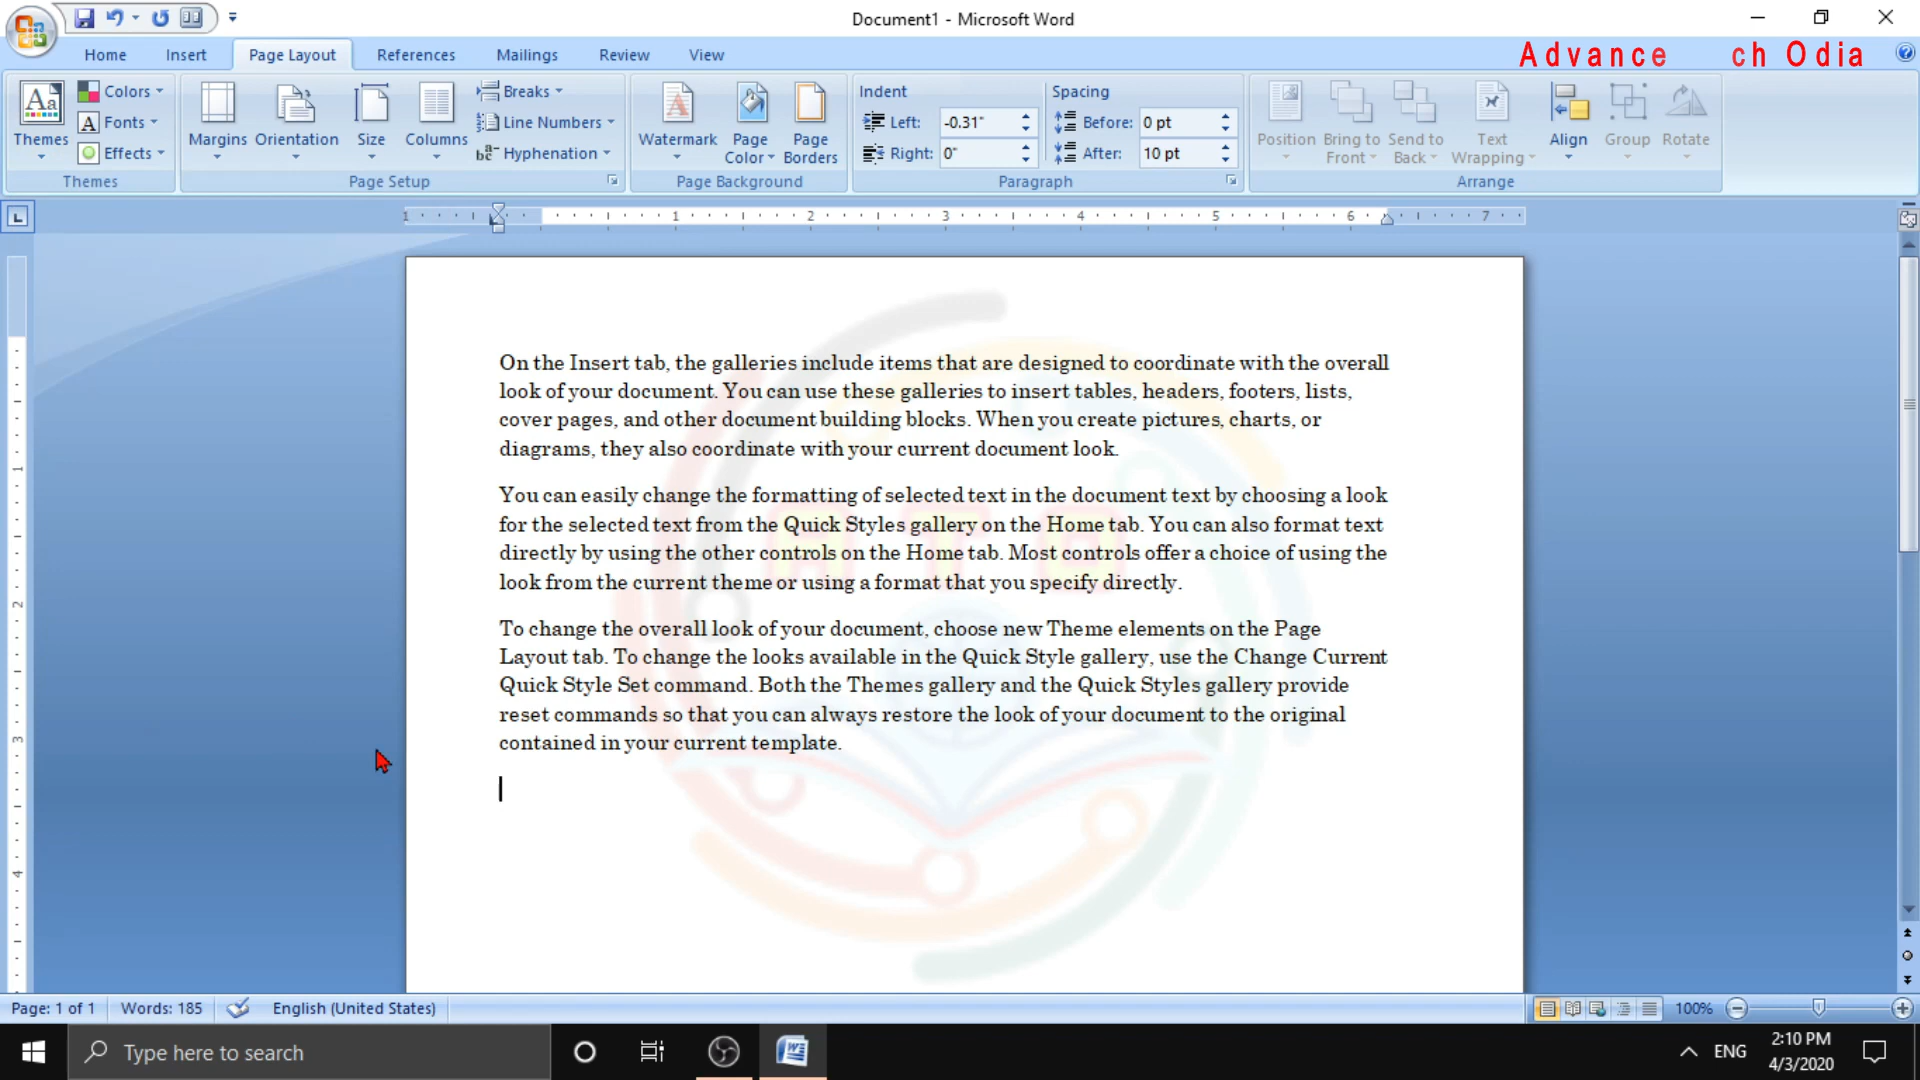 Document1 - Microsoft Word
Home Insert Page Layout References Mailings Review View
Advance ch Odia
Aa
Themes
Colors
A Fonts
Effects
Themes
Margins
Orientation
Size
Columns
Breaks
Line Numbers
Hyphenation
Page Setup
Watermark
Page Color
Page Borders
Page Background
Indent
Left: -0.31"
Right: 0"
Spacing
Before: 0 pt
After: 10 pt
Paragraph
Position
Bring to Front
Send to Back
Text Wrapping
Align
Group
Rotate
Arrange
1 1 2 3 4 5 6 7
On the Insert tab, the galleries include items that are designed to coordinate with the overall
look of your document. You can use these galleries to insert tables, headers, footers, lists,
cover pages, and other document building blocks. When you create pictures, charts, or
diagrams, they also coordinate with your current document look.
You can easily change the formatting of selected text in the document text by choosing a look
for the selected text from the Quick Styles gallery on the Home tab. You can also format text
directly by using the other controls on the Home tab. Most controls offer a choice of using the
look from the current theme or using a format that you specify directly.
To change the overall look of your document, choose new Theme elements on the Page
Layout tab. To change the looks available in the Quick Style gallery, use the Change Current
Quick Style Set command. Both the Themes gallery and the Quick Styles gallery provide
reset commands so that you can always restore the look of your document to the original
contained in your current template.
ATO
1
2
3
4
Page: 1 of 1 Words: 185 English (United States) 100%
Type here to search
ENG
2:10 PM
4/3/2020